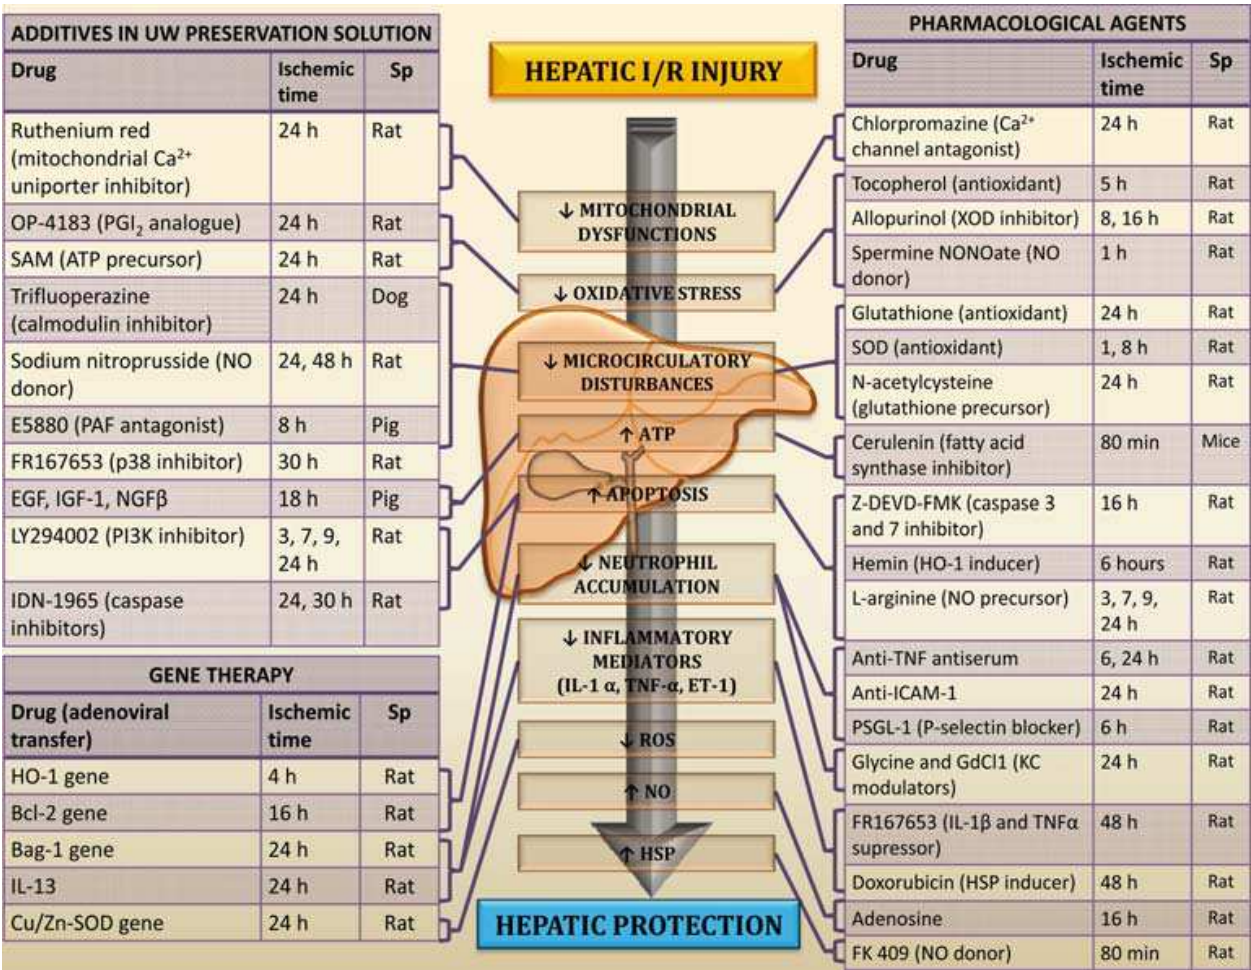 ADDITIVES IN UW PRESERVATION SOLUTION
Drug Ischemic Sp
time
Ruthenium red 24 h Rat
(mitochondrial Ca²⁺
uniporter inhibitor)
OP-4183 (PGI₂ analogue) 24 h Rat
SAM (ATP precursor) 24 h Rat
Trifluoperazine 24 h Dog
(calmodulin inhibitor)
Sodium nitroprusside (NO 24, 48 h Rat
donor)
E5880 (PAF antagonist) 8 h Pig
FR167653 (p38 inhibitor) 30 h Rat
EGF, IGF-1, NGFβ 18 h Pig
LY294002 (PI3K inhibitor) 3, 7, 9, Rat
24 h
IDN-1965 (caspase 24, 30 h Rat
inhibitors)
GENE THERAPY
Drug (adenoviral Ischemic Sp
transfer) time
HO-1 gene 4 h Rat
Bcl-2 gene 16 h Rat
Bag-1 gene 24 h Rat
IL-13 24 h Rat
Cu/Zn-SOD gene 24 h Rat
HEPATIC I/R INJURY
↓ MITOCHONDRIAL
DYSFUNCTIONS
↓ OXIDATIVE STRESS
↓ MICROCIRCULATORY
DISTURBANCES
↑ ATP
↑ APOPTOSIS
↓ NEUTROPHIL
ACCUMULATION
↓ INFLAMMATORY
MEDIATORS
(IL-1 α, TNF-α, ET-1)
↓ ROS
↑ NO
↑ HSP
HEPATIC PROTECTION
PHARMACOLOGICAL AGENTS
Drug Ischemic Sp
time
Chlorpromazine (Ca²⁺ 24 h Rat
channel antagonist)
Tocopherol (antioxidant) 5 h Rat
Allopurinol (XOD inhibitor) 8, 16 h Rat
Spermine NONOate (NO 1 h Rat
donor)
Glutathione (antioxidant) 24 h Rat
SOD (antioxidant) 1, 8 h Rat
N-acetylcysteine 24 h Rat
(glutathione precursor)
Cerulenin (fatty acid 80 min Mice
synthase inhibitor)
Z-DEVD-FMK (caspase 3 16 h Rat
and 7 inhibitor)
Hemin (HO-1 inducer) 6 hours Rat
L-arginine (NO precursor) 3, 7, 9, Rat
24 h
Anti-TNF antiserum 6, 24 h Rat
Anti-ICAM-1 24 h Rat
PSGL-1 (P-selectin blocker) 6 h Rat
Glycine and GdCl1 (KC 24 h Rat
modulators)
FR167653 (IL-1β and TNFα 48 h Rat
supressor)
Doxorubicin (HSP inducer) 48 h Rat
Adenosine 16 h Rat
FK 409 (NO donor) 80 min Rat